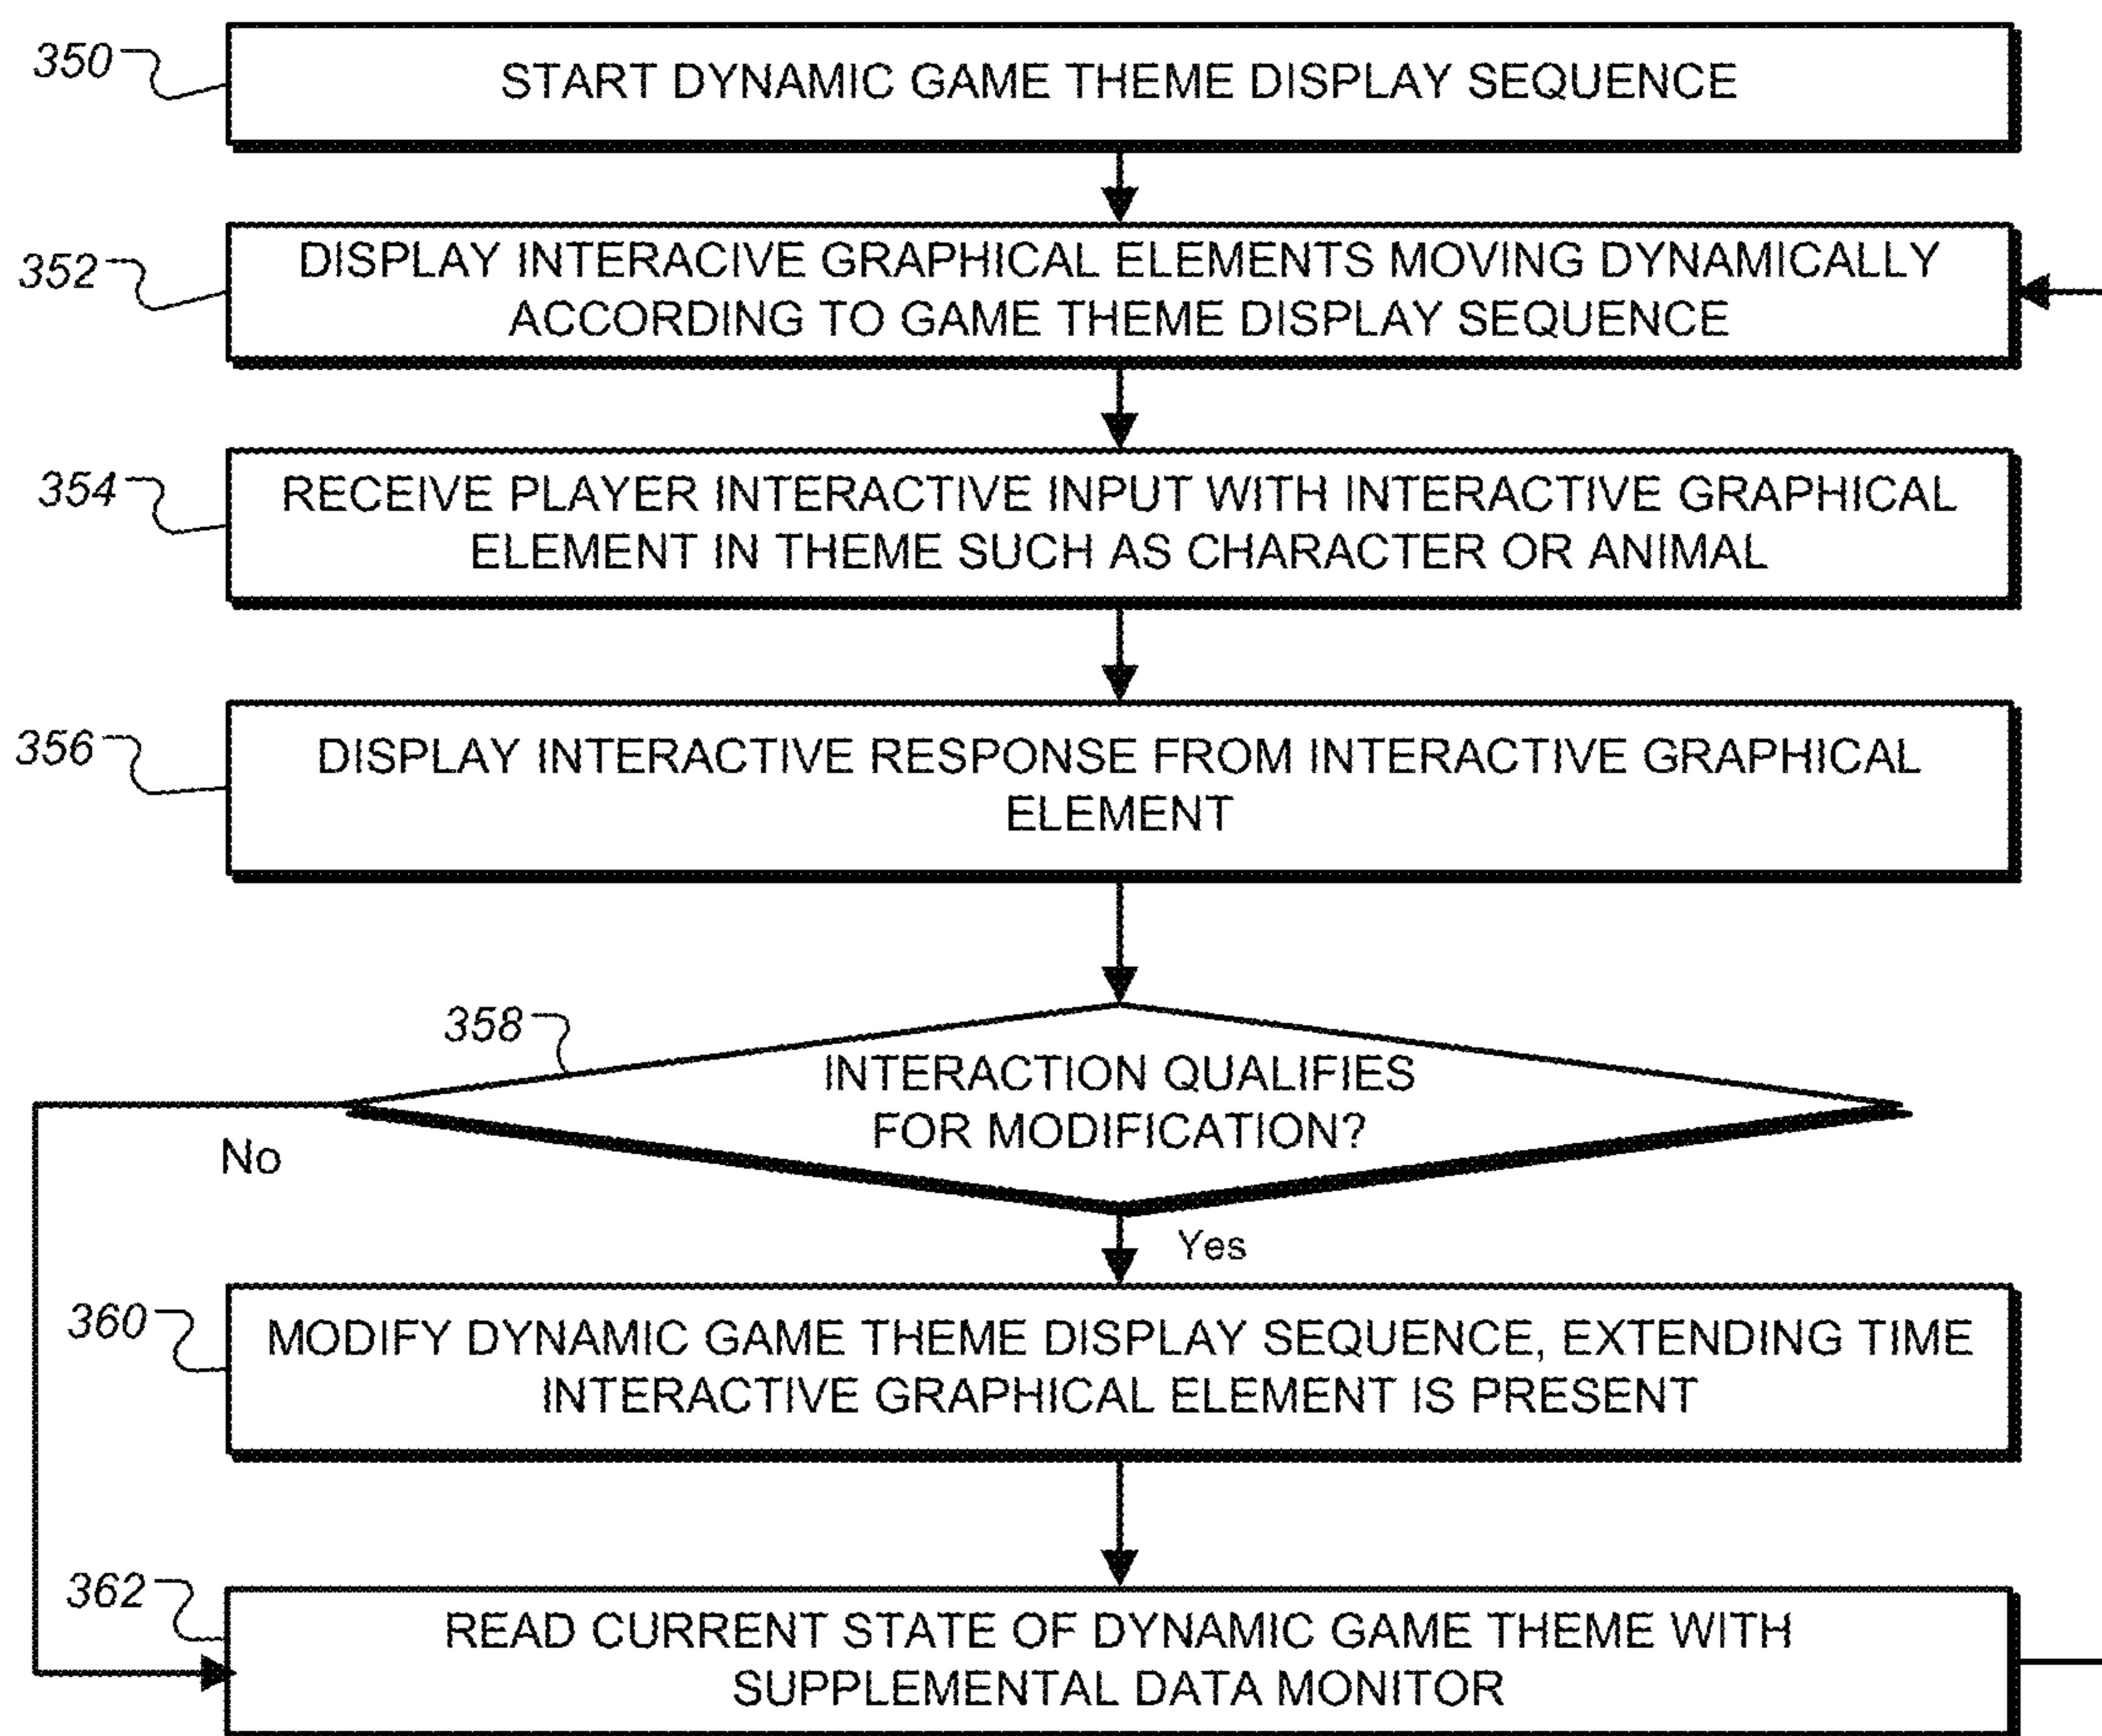 350
START DYNAMIC GAME THEME DISPLAY SEQUENCE
352
DISPLAY INTERACIVE GRAPHICAL ELEMENTS MOVING DYNAMICALLY
ACCORDING TO GAME THEME DISPLAY SEQUENCE
354
RECEIVE PLAYER INTERACTIVE INPUT WITH INTERACTIVE GRAPHICAL
ELEMENT IN THEME SUCH AS CHARACTER OR ANIMAL
356
DISPLAY INTERACTIVE RESPONSE FROM INTERACTIVE GRAPHICAL
ELEMENT
358
INTERACTION QUALIFIES
FOR MODIFICATION?
No
Yes
360
MODIFY DYNAMIC GAME THEME DISPLAY SEQUENCE, EXTENDING TIME
INTERACTIVE GRAPHICAL ELEMENT IS PRESENT
362
READ CURRENT STATE OF DYNAMIC GAME THEME WITH
SUPPLEMENTAL DATA MONITOR